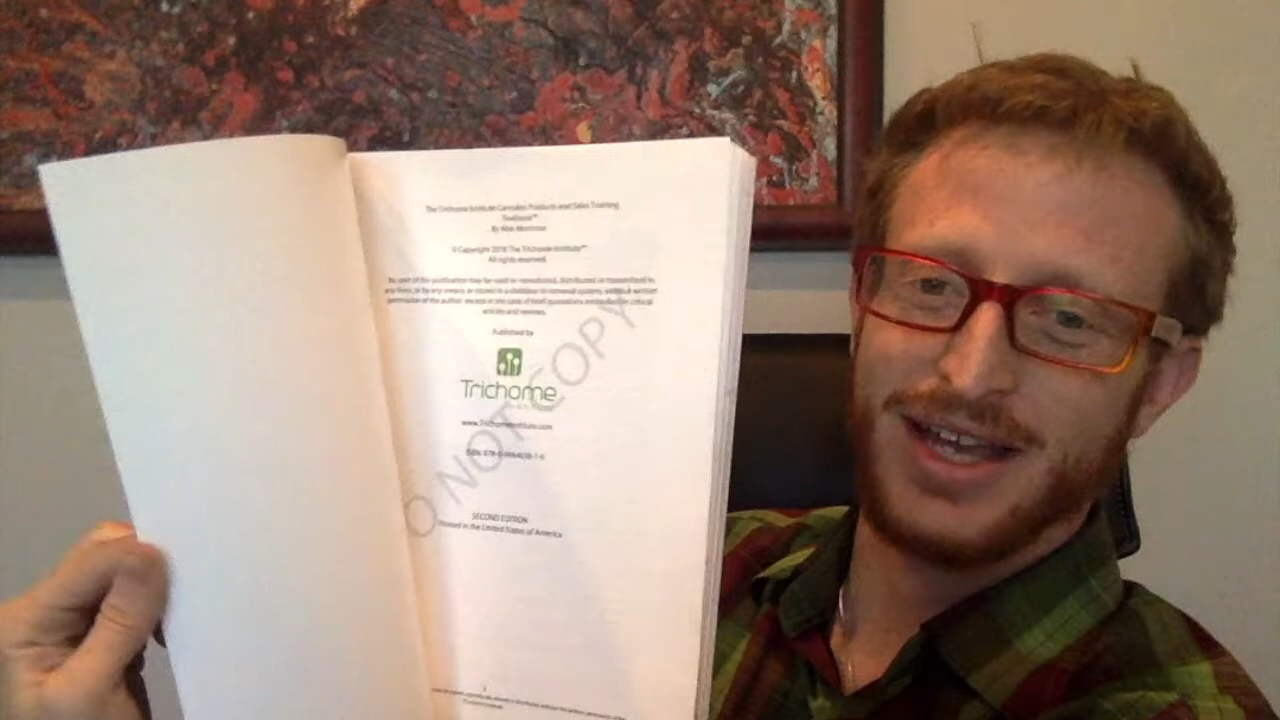 The Trichome Institute Cannabis Products and Sales Training
Textbook™
By Max Montrose
© Copyright 2018 The Trichome Institute™
All rights reserved.
No part of this publication may be used or reproduced, distributed or transmitted in
any form, or by any means, or stored in a database or retrieval system, without written
permission of the author, except in the case of brief quotations embodied in critical
articles and reviews.
Published by
Trichome
www.TrichomeInstitute.com
ISBN:
SECOND EDITION
Printed in the United States of America
O NOT COPY